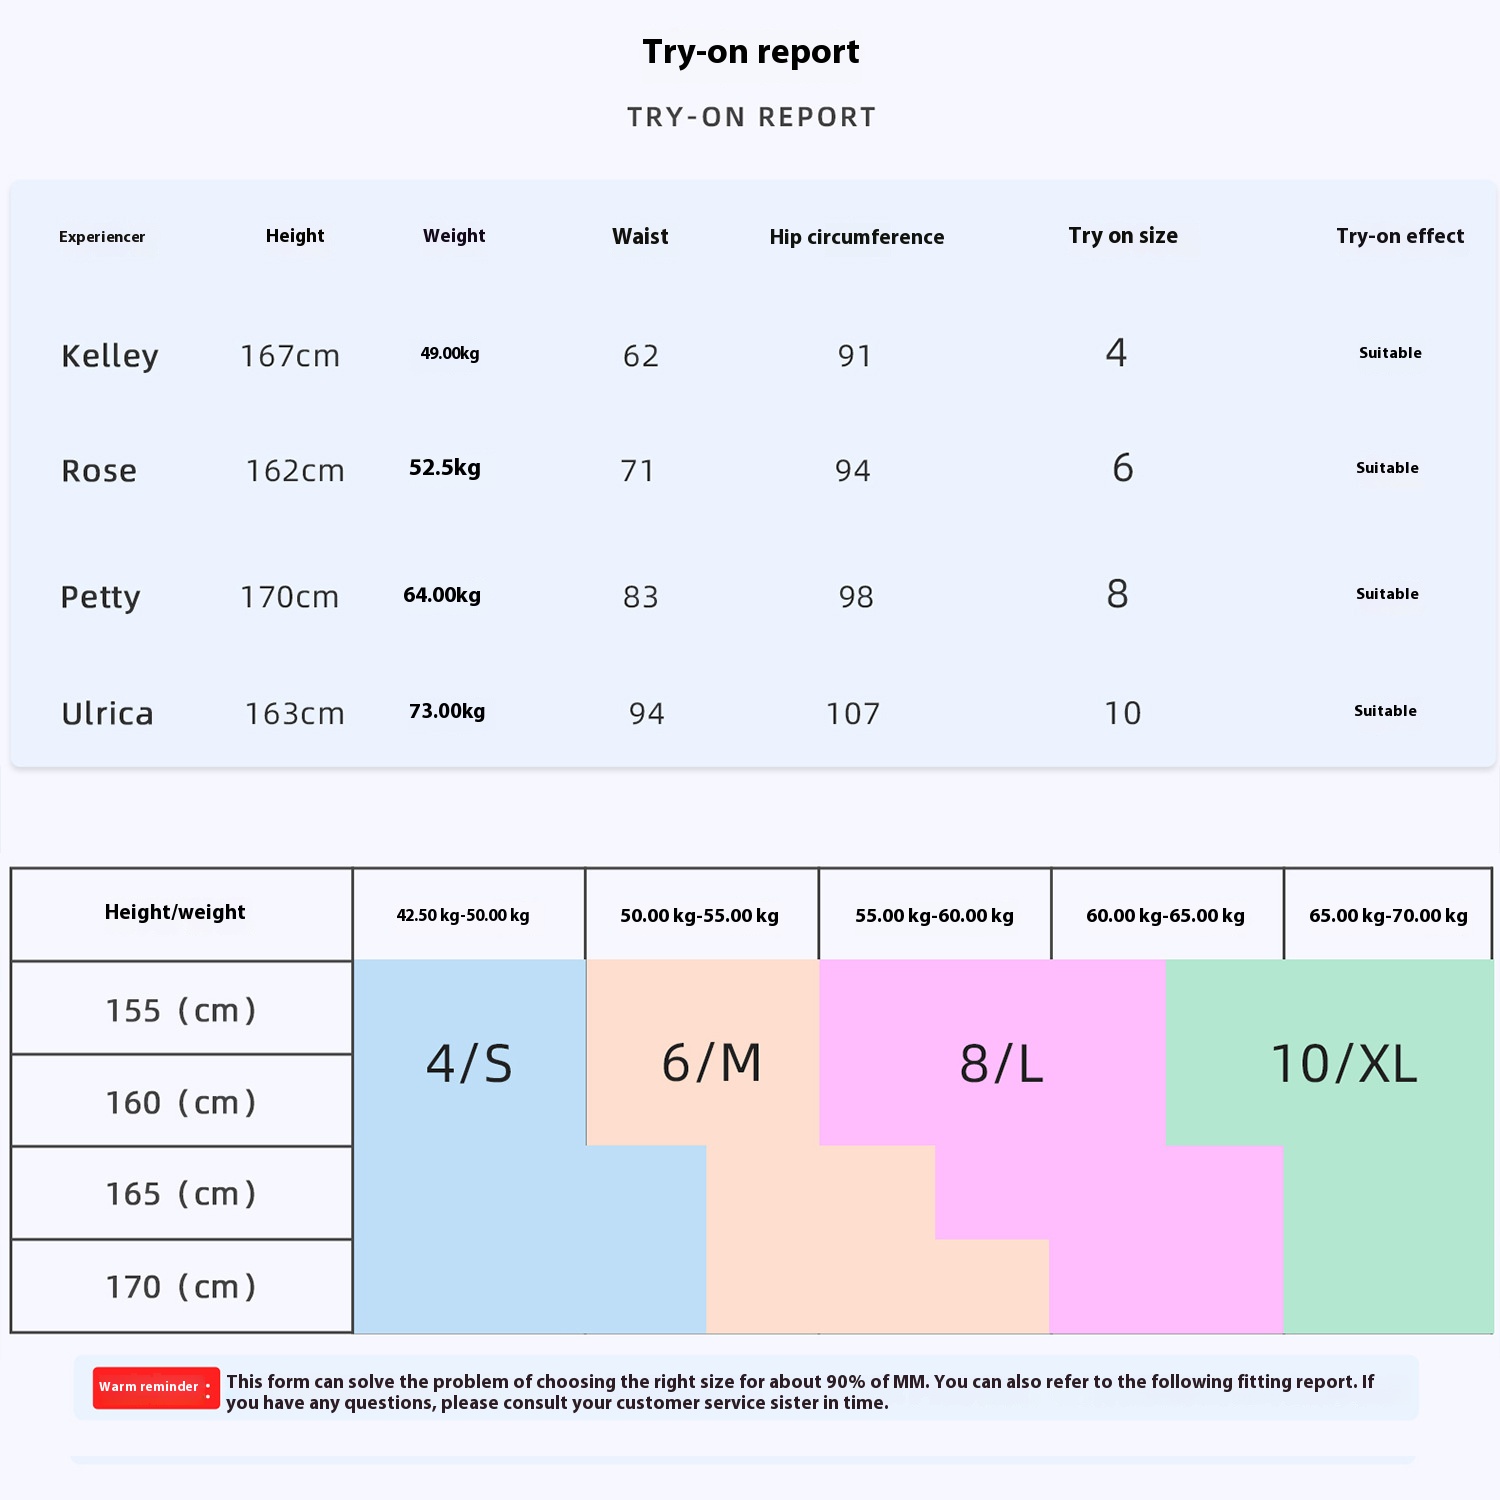 Try-on report
TRY-ON REPORT
Experiencer Height Weight Waist Hip circumference Try on size Try-on effect
Kelley 167cm 49.00kg 62 91 4 Suitable
Rose 162cm 52.5kg 71 94 6 Suitable
Petty 170cm 64.00kg 83 98 8 Suitable
Ulrica 163cm 73.00kg 94 107 10 Suitable
Height/weight 42.50 kg-50.00 kg 50.00 kg-55.00 kg 55.00 kg-60.00 kg 60.00 kg-65.00 kg 65.00 kg-70.00 kg
155 (cm)
4/S 6/M 8/L 10/XL
160 (cm)
165 (cm)
170 (cm)
Warm reminder : This form can solve the problem of choosing the right size for about 90% of MM. You can also refer to the following fitting report. If
you have any questions, please consult your customer service sister in time.